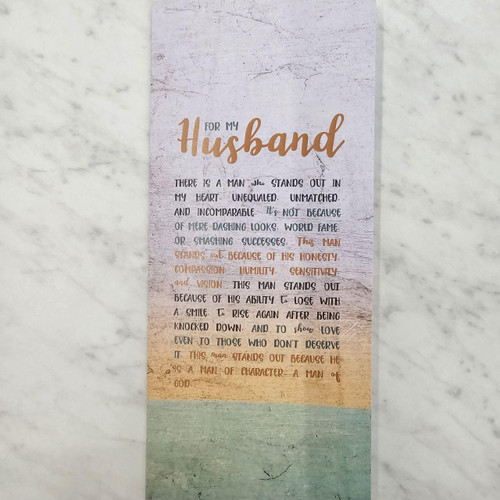 FOR MY
Husband
THERE IS A MAN who STANDS OUT IN
MY HEART UNEQUALED, UNMATCHED,
AND INCOMPARABLE. It's NOT BECAUSE
OF MERE DASHING LOOKS, WORLD FAME,
OR SMASHING SUCCESSES. This MAN
STANDS out BECAUSE OF HIS HONESTY,
COMPASSION, HUMILITY, SENSITIVITY,
and VISION. THIS MAN STANDS OUT
BECAUSE OF HIS ABILITY to LOSE WITH
A SMILE, to RISE AGAIN AFTER BEING
KNOCKED DOWN, AND TO show LOVE
EVEN TO THOSE WHO DON'T DESERVE
IT. THIS man STANDS OUT BECAUSE HE
IS A MAN OF CHARACTER- A MAN of
GOD.